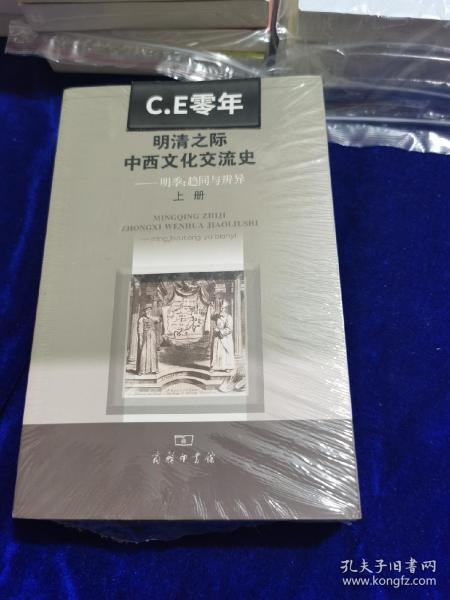 C.E零年
明清之际
中西文化交流史
——明季:趋同与辨异
上 册
MINGQING ZHIJI
ZHONGXI WENHUA JIAOLIUSHI
商務印書館
孔夫子旧书网
www.kongfz.com